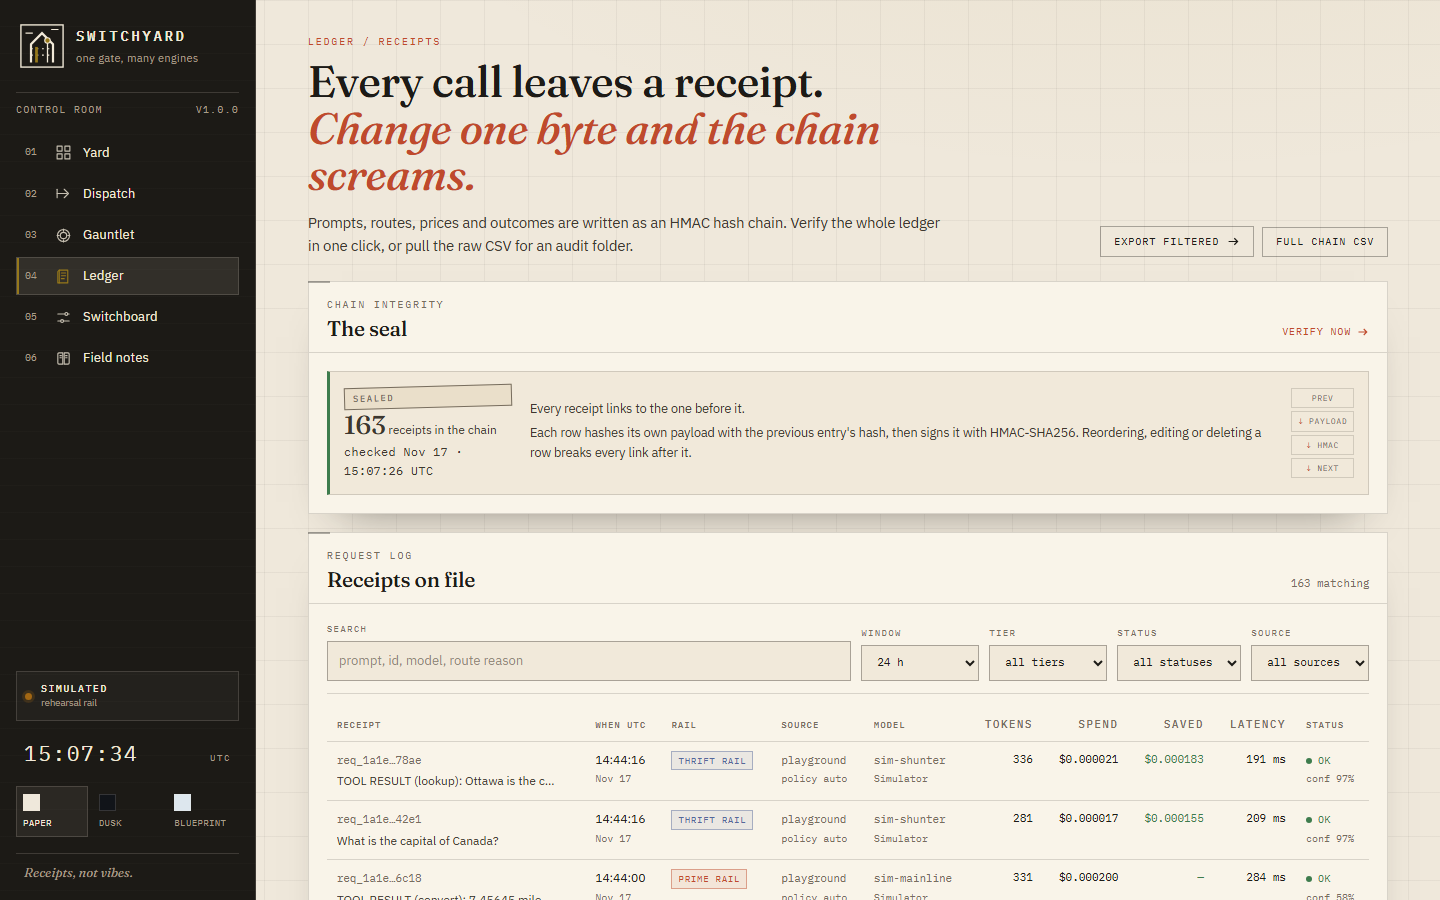 SWITCHYARD
one gate, many engines
CONTROL ROOM V1.0.0
01 Yard
02 Dispatch
03 Gauntlet
04 Ledger
05 Switchboard
06 Field notes
SIMULATED
rehearsal rail
15:07:34 UTC
PAPER DUSK BLUEPRINT
Receipts, not vibes.
LEDGER / RECEIPTS
Every call leaves a receipt.
Change one byte and the chain
screams.
Prompts, routes, prices and outcomes are written as an HMAC hash chain. Verify the whole ledger
in one click, or pull the raw CSV for an audit folder.
EXPORT FILTERED → FULL CHAIN CSV
CHAIN INTEGRITY
The seal
VERIFY NOW →
SEALED
163 receipts in the chain
checked Nov 17 ·
15:07:26 UTC
Every receipt links to the one before it.
Each row hashes its own payload with the previous entry's hash, then signs it with HMAC-SHA256. Reordering, editing or deleting a
row breaks every link after it.
PREV
↓ PAYLOAD
↓ HMAC
↓ NEXT
REQUEST LOG
Receipts on file
163 matching
SEARCH WINDOW TIER STATUS SOURCE
prompt, id, model, route reason 24 h all tiers all statuses all sources
RECEIPT WHEN UTC RAIL SOURCE MODEL TOKENS SPEND SAVED LATENCY STATUS
req_1a1e…78ae 14:44:16 THRIFT RAIL playground sim-shunter 336 $0.000021 $0.000183 191 ms OK
TOOL RESULT (lookup): Ottawa is the c… Nov 17 policy auto Simulator conf 97%
req_1a1e…42e1 14:44:16 THRIFT RAIL playground sim-shunter 281 $0.000017 $0.000155 209 ms OK
What is the capital of Canada? Nov 17 policy auto Simulator conf 97%
req_1a1e…6c18 14:44:00 PRIME RAIL playground sim-mainline 331 $0.000200 — 284 ms OK
TOOL RESULT (convert): 7.45645 mile Nov 17 policy auto Simulator conf 58%